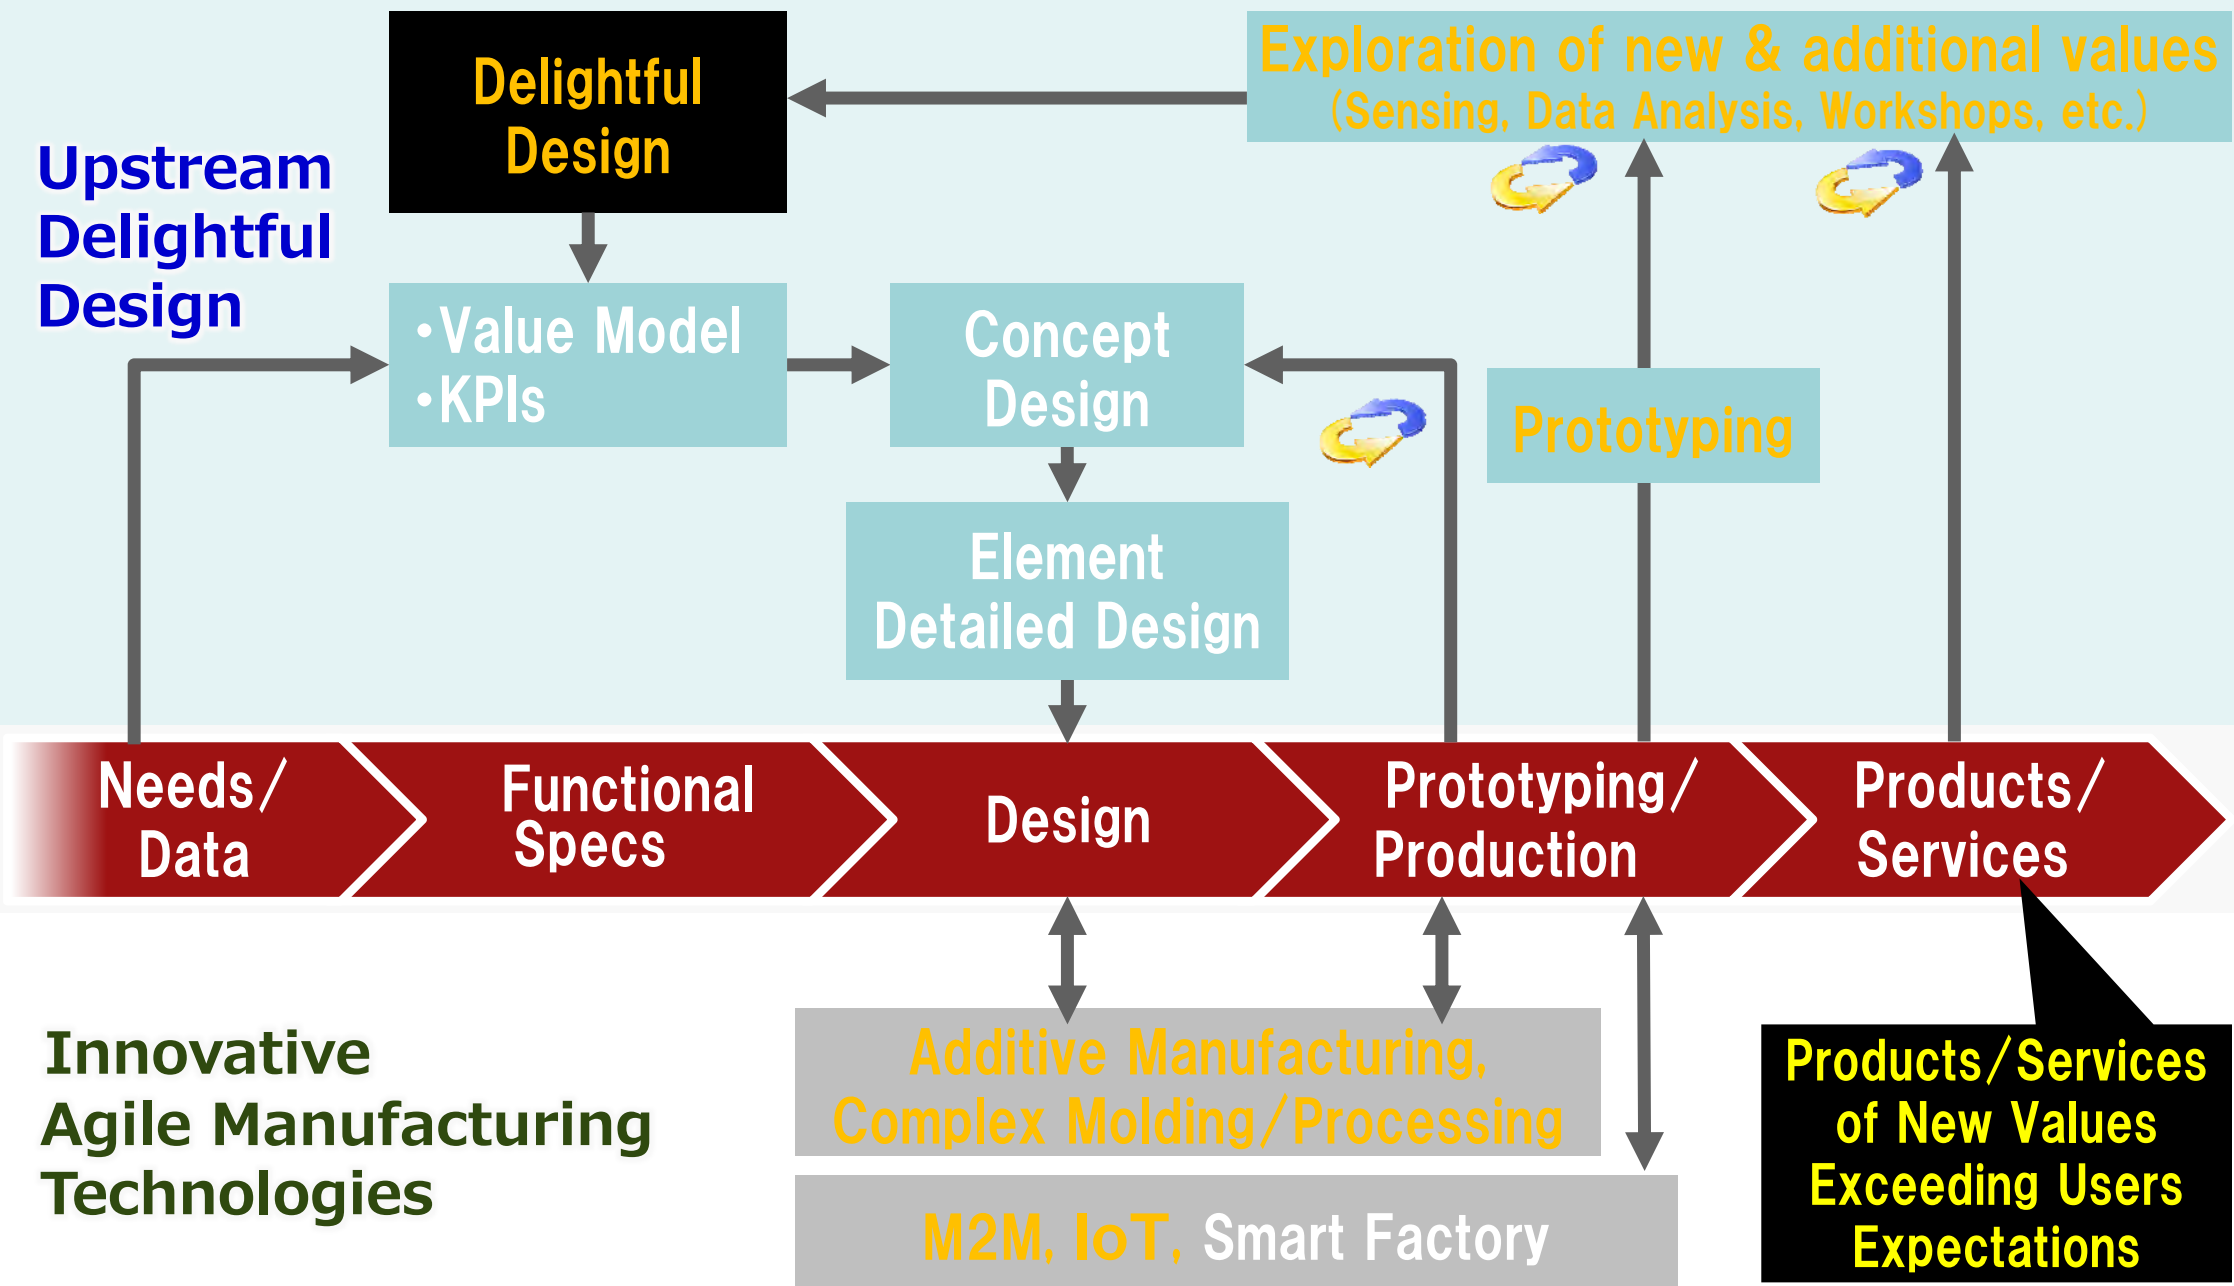 Delightful
Design
Exploration of new & additional values
(Sensing, Data Analysis, Workshops, etc.)
Upstream
Delightful
Design
・Value Model
・KPIs
Concept
Design
Prototyping
Element
Detailed Design
Needs/
Data
Functional
Specs
Design
Prototyping/
Production
Products/
Services
Innovative
Agile Manufacturing
Technologies
Additive Manufacturing,
Complex Molding/Processing
M2M, IoT, Smart Factory
Products/Services
of New Values
Exceeding Users
Expectations